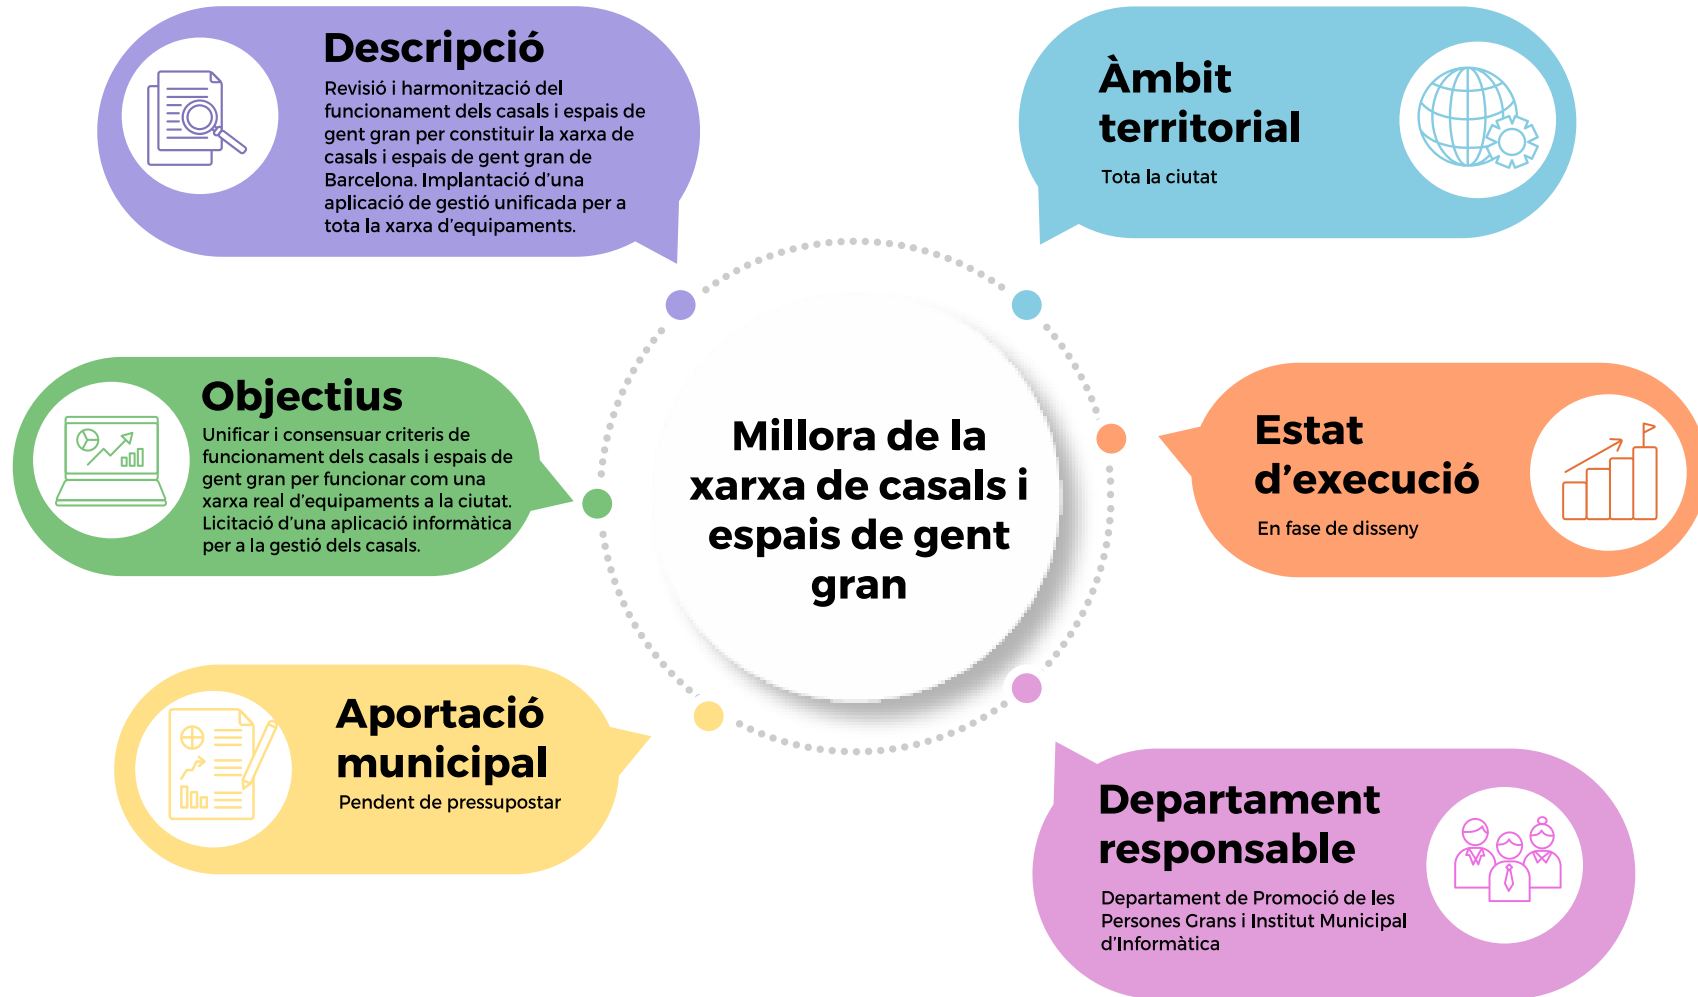 Descripció
Revisió i harmonització del
funcionament dels casals i espais de
gent gran per constituir la xarxa de
casals i espais de gent gran de
Barcelona. Implantació d'una
aplicació de gestió unificada per a
tota la xarxa d'equipaments.
Àmbit
territorial
Tota la ciutat
Objectius
Unificar i consensuar criteris de
funcionament dels casals i espais de
gent gran per funcionar com una
xarxa real d'equipaments a la ciutat.
Licitació d'una aplicació informàtica
per a la gestió dels casals.
Millora de la
xarxa de casals i
espais de gent
gran
Estat
d'execució
En fase de disseny
Aportació
municipal
Pendent de pressupostar
Departament
responsable
Departament de Promoció de les
Persones Grans i Institut Municipal
d'Informàtica